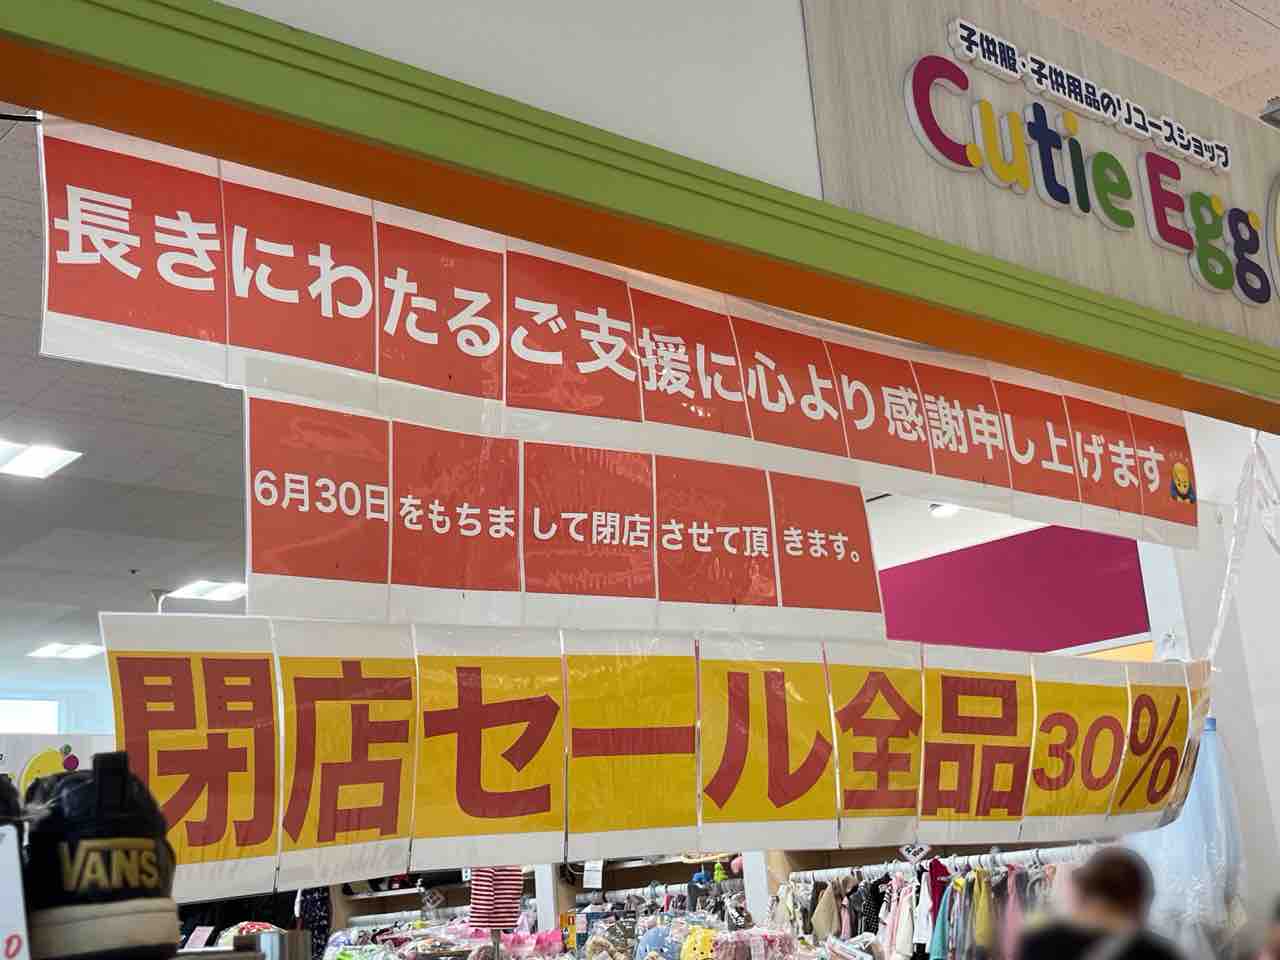 子供服・子供用品のリユースショップ
Cutie Egg
長きにわたるご支援に心より感謝申し上げます🙇
6月30日をもちまして閉店させて頂きます。
閉店セール全品30%
VANS